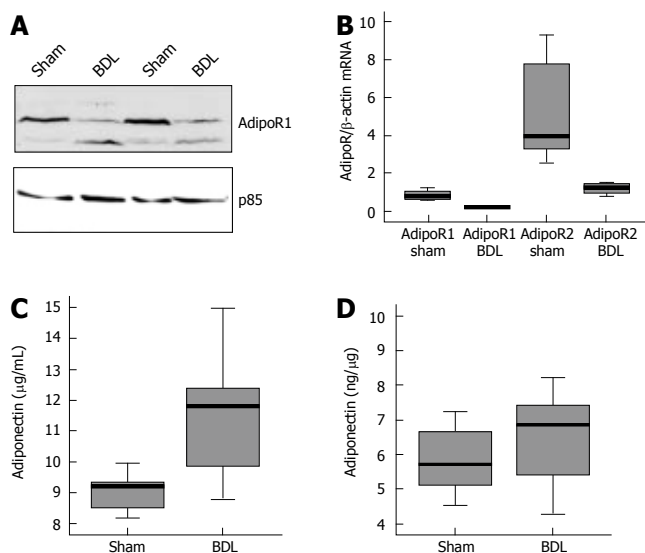 A
Sham BDL Sham BDL
AdipoR1
p85
B
AdipoR/β-actin mRNA
10
8
6
4
2
0
AdipoR1 AdipoR1 AdipoR2 AdipoR2
sham BDL sham BDL
C
Adiponectin (μg/mL)
15
14
13
12
11
10
9
8
Sham BDL
D
Adiponectin (ng/μg)
10
9
8
7
6
5
4
Sham BDL